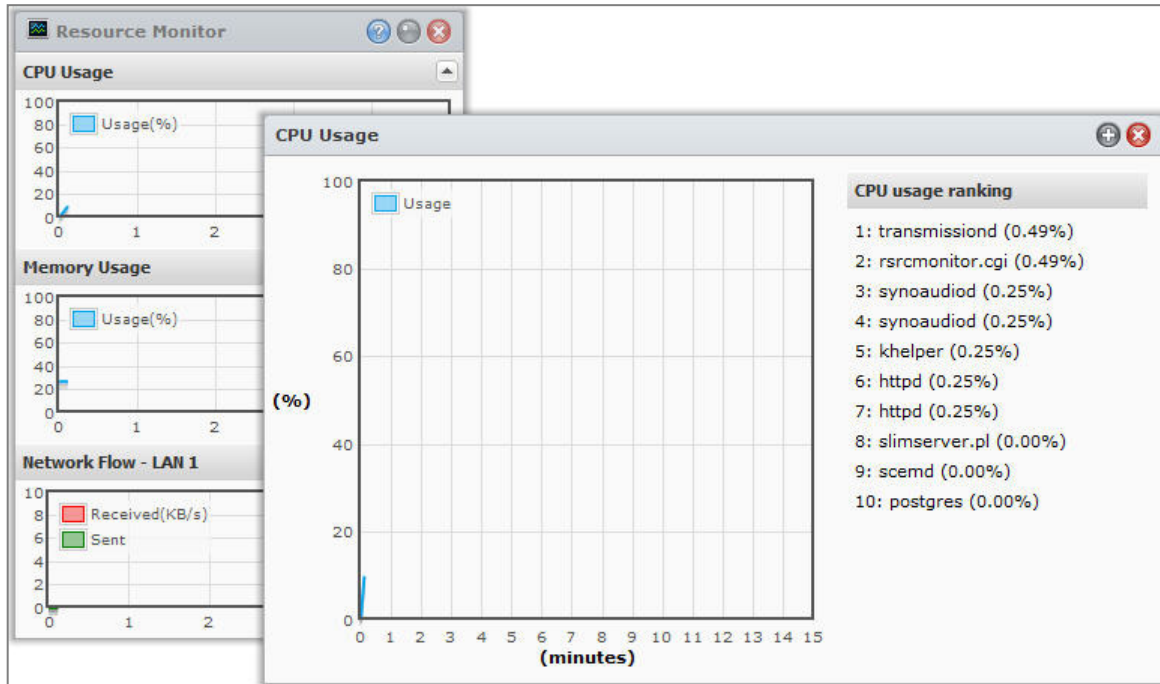 Resource Monitor
CPU Usage
100
80
60
40
20
0
Usage(%)
0 1 2
Memory Usage
100
80
60
40
20
0
Usage(%)
0 1 2
Network Flow - LAN 1
10
8
6
4
2
0
Received(KB/s)
Sent
0 1 2
CPU Usage
100
80
60
40
20
0
(%)
Usage
0 1 2 3 4 5 6 7 8 9 10 11 12 13 14 15
(minutes)
CPU usage ranking
1: transmissiond (0.49%)
2: rsrcmonitor.cgi (0.49%)
3: synoaudiod (0.25%)
4: synoaudiod (0.25%)
5: khelper (0.25%)
6: httpd (0.25%)
7: httpd (0.25%)
8: slimserver.pl (0.00%)
9: scemd (0.00%)
10: postgres (0.00%)